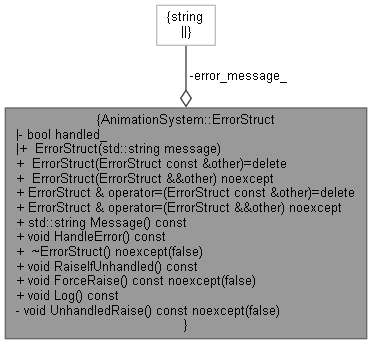 {string
||}
-error_message_
{AnimationSystem::ErrorStruct
|- bool handled_
|+  ErrorStruct(std::string message)
+  ErrorStruct(ErrorStruct const &other)=delete
+  ErrorStruct(ErrorStruct &&other) noexcept
+ ErrorStruct & operator=(ErrorStruct const &other)=delete
+ ErrorStruct & operator=(ErrorStruct &&other) noexcept
+ std::string Message() const
+ void HandleError() const
+  ~ErrorStruct() noexcept(false)
+ void RaiseIfUnhandled() const
+ void ForceRaise() const noexcept(false)
+ void Log() const
- void UnhandledRaise() const noexcept(false)
}